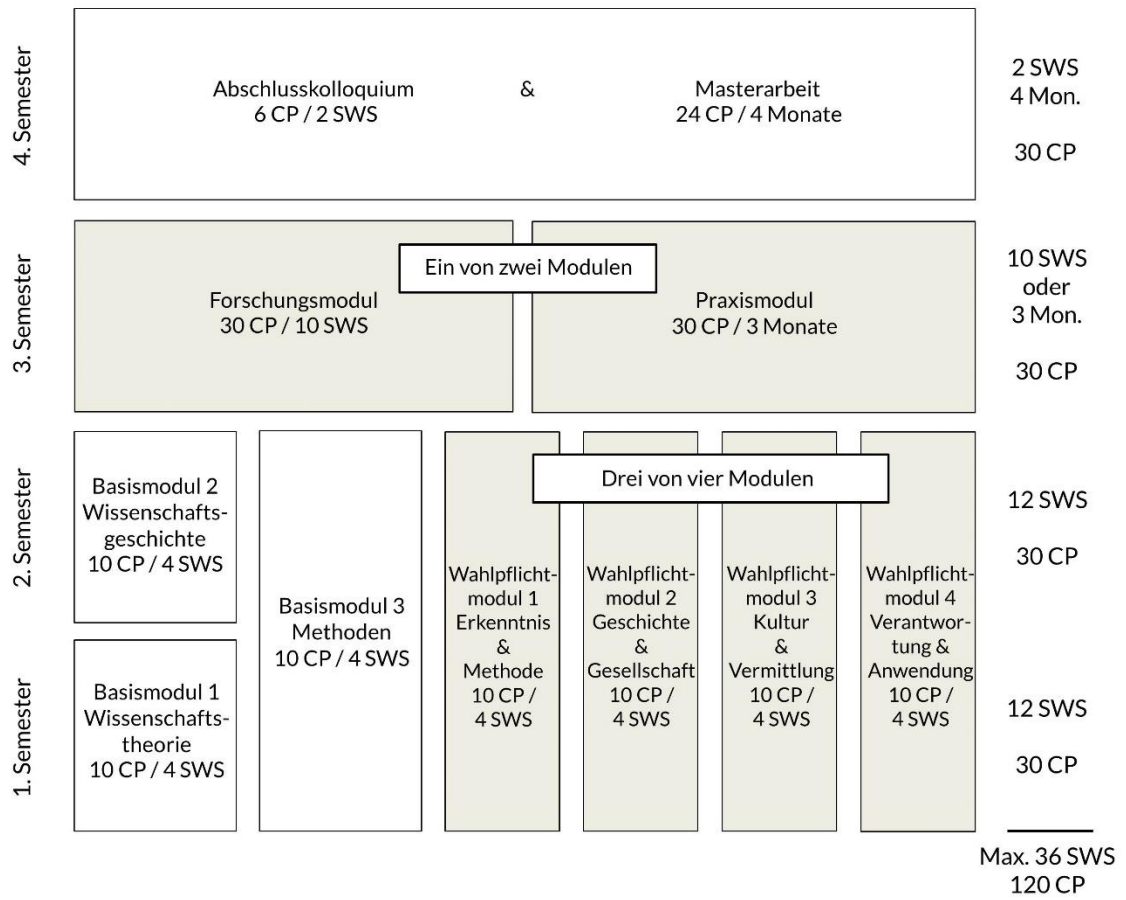 4. Semester
Abschlusskolloquium
6 CP / 2 SWS
&
Masterarbeit
24 CP / 4 Monate
2 SWS
4 Mon.
30 CP
3. Semester
Ein von zwei Modulen
Forschungsmodul
30 CP / 10 SWS
Praxismodul
30 CP / 3 Monate
10 SWS
oder
3 Mon.
30 CP
2. Semester
1. Semester
Basismodul 2
Wissenschafts-
geschichte
10 CP / 4 SWS
Basismodul 1
Wissenschafts-
theorie
10 CP / 4 SWS
Basismodul 3
Methoden
10 CP / 4 SWS
Drei von vier Modulen
Wahlpflicht-
modul 1
Erkenntnis
&
Methode
10 CP /
4 SWS
Wahlpflicht-
modul 2
Geschichte
&
Gesellschaft
10 CP /
4 SWS
Wahlpflicht-
modul 3
Kultur
&
Vermittlung
10 CP /
4 SWS
Wahlpflicht-
modul 4
Verantwor-
tung &
Anwendung
10 CP /
4 SWS
12 SWS
30 CP
12 SWS
30 CP
Max. 36 SWS
120 CP